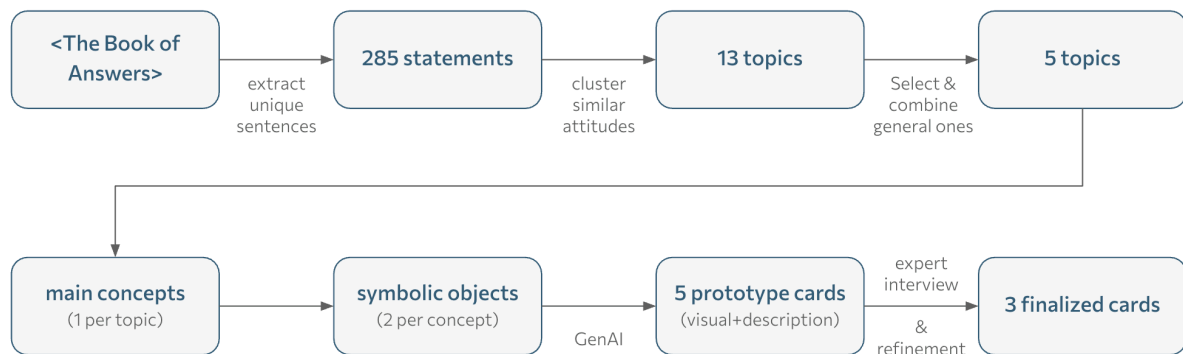 <The Book of
Answers>
extract
unique
sentences
285 statements
cluster
similar
attitudes
13 topics
Select &
combine
general ones
5 topics
main concepts
(1 per topic)
symbolic objects
(2 per concept)
GenAI
5 prototype cards
(visual+description)
expert
interview
&
refinement
3 finalized cards